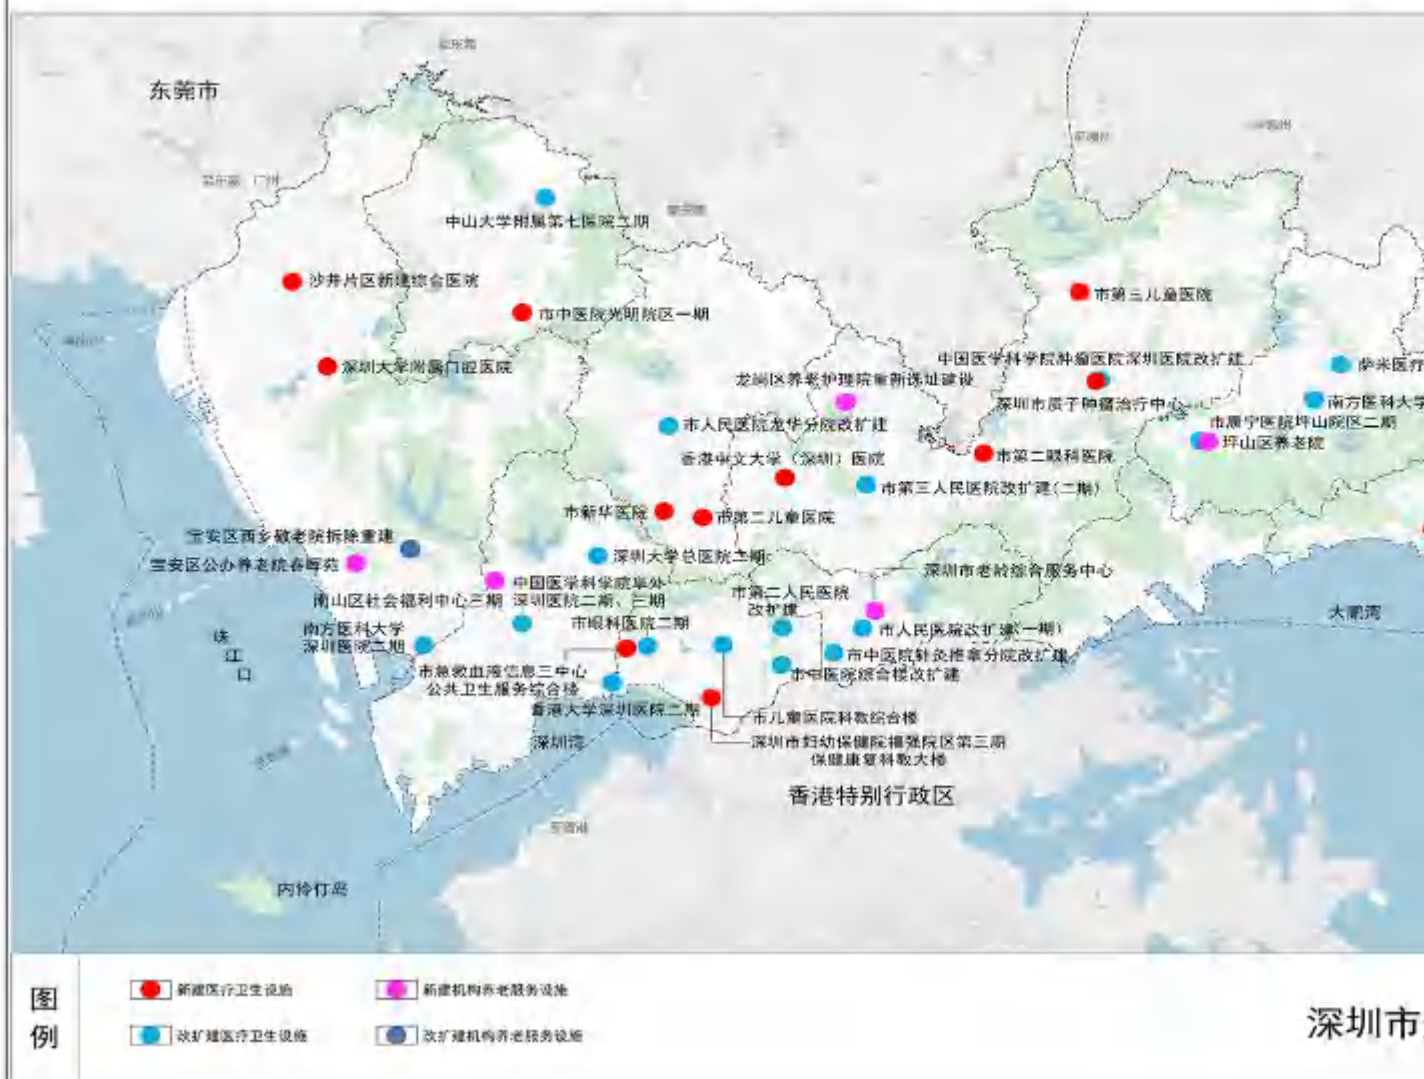 东莞市
中山大学附属第七医院二期
沙井片区新建综合医院
市中医院光明院区一期
市第三儿童医院
深圳大学附属口腔医院
中国医学科学院肿瘤医院深圳医院改扩建
萨米医疗
龙岗区养老护理院重新选址建设
深圳市质子肿瘤治疗中心
南方医科大学
市人民医院龙华分院改扩建
市康宁医院坪山院区二期
坪山区养老院
香港中文大学（深圳）医院
市第二眼科医院
市第三人民医院改扩建(二期)
市新华医院
市第二儿童医院
宝安区西乡敬老院拆除重建
宝安区公办养老院春晖苑
深圳大学总医院二期
深圳市老龄综合服务中心
中国医学科学院阜外
深圳医院二期、三期
南山区社会福利中心三期
市第二人民医院
改扩建
大鹏湾
南方医科大学
深圳医院二期
市眼科医院二期
市人民医院改扩建(一期)
珠
江
口
市中医院针灸推拿分院改扩建
市急救血液信息三中心
公共卫生服务综合楼
市中医院综合楼改扩建
香港大学深圳医院二期
市儿童医院科教综合楼
深圳湾
深圳市妇幼保健院福强院区第三期
保健康复科教大楼
香港特别行政区
内伶仃岛
图
例
新建医疗卫生设施
新建机构养老服务设施
改扩建医疗卫生设施
改扩建机构养老服务设施
深圳市